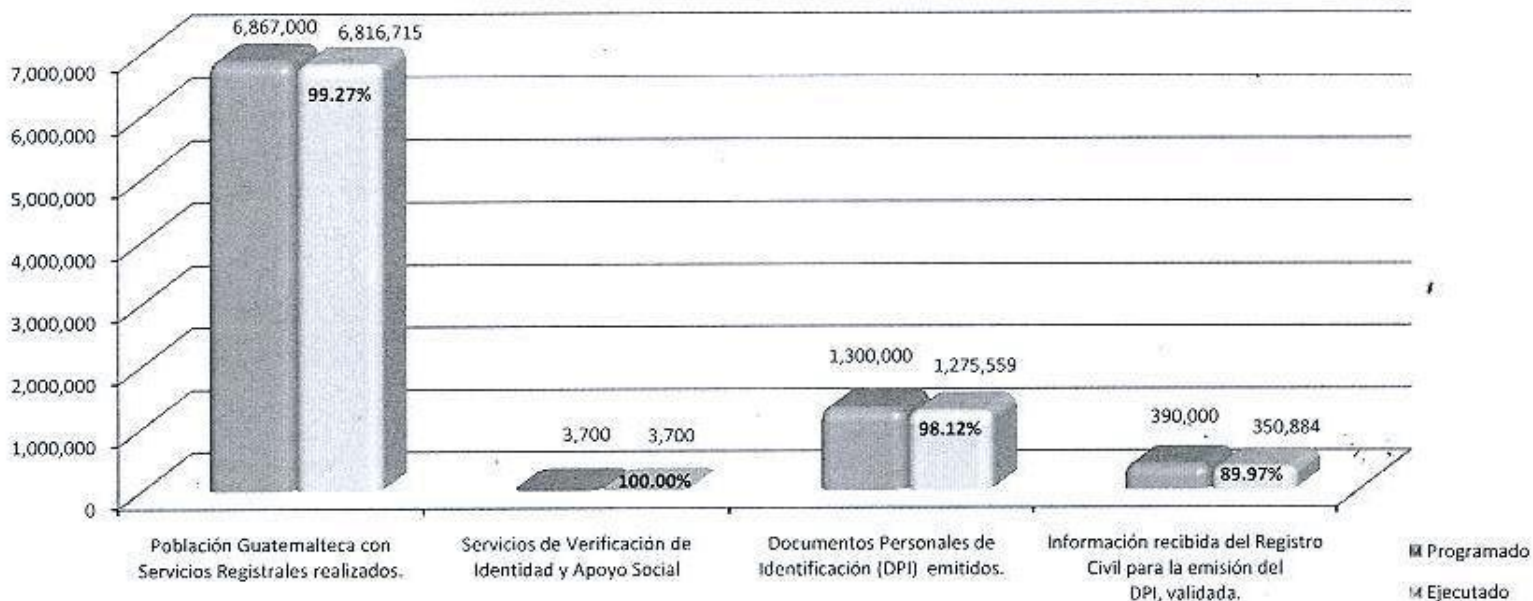 6,867,000 6,816,715
7,000,000
99.27%
6,000,000
5,000,000
4,000,000
3,000,000
2,000,000
1,300,000 1,275,559
98.12%
1,000,000
390,000 350,884
3,700 3,700
100.00%
89.97%
0
Población Guatemalteca con
Servicios Registrales realizados.
Servicios de Verificación de
Identidad y Apoyo Social
Documentos Personales de
Identificación (DPI) emitidos.
Información recibida del Registro
Civil para la emisión del
DPI, validada.
Programado
Ejecutado